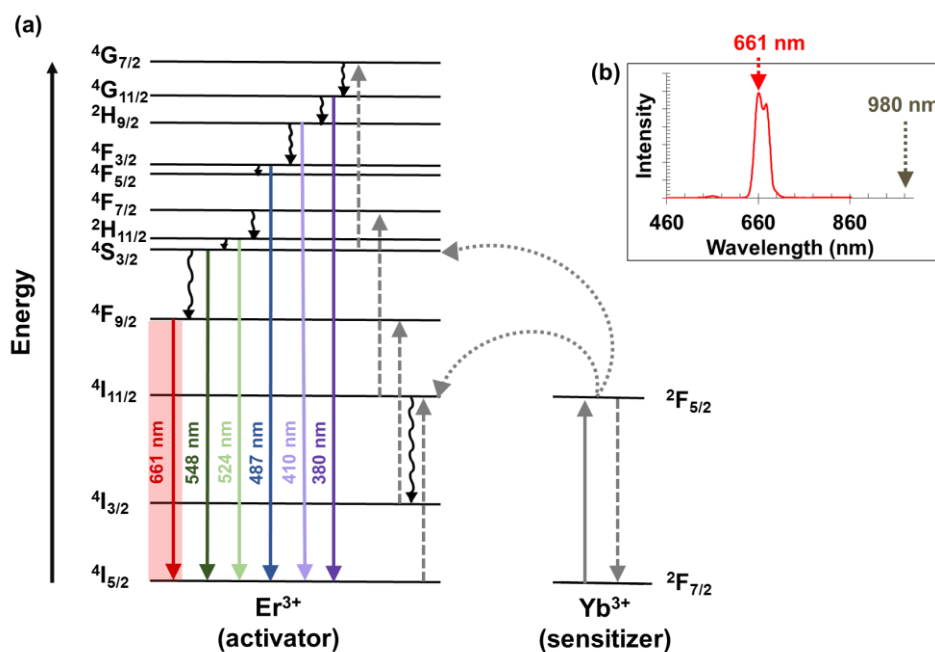 (a)
⁴G₇/₂
⁴G₁₁/₂
²H₉/₂
⁴F₃/₂
⁴F₅/₂
⁴F₇/₂
²H₁₁/₂
⁴S₃/₂
⁴F₉/₂
⁴I₁₁/₂
⁴I₃/₂
⁴I₅/₂
Energy
661 nm
548 nm
524 nm
487 nm
410 nm
380 nm
Er³⁺
(activator)
²F₅/₂
²F₇/₂
Yb³⁺
(sensitizer)
(b)
661 nm
980 nm
Intensity
460 660 860
Wavelength (nm)